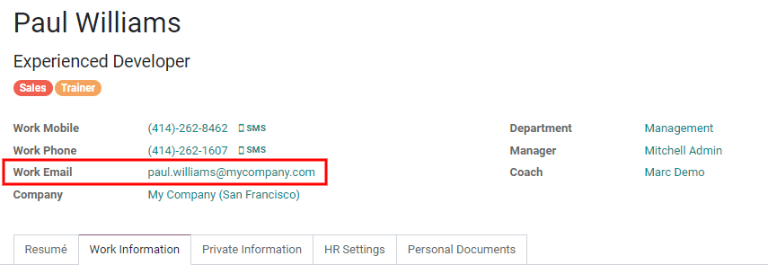 Paul Williams
Experienced Developer
Sales Trainer
Work Mobile (414)-262-8462 SMS Department Management
Work Phone (414)-262-1607 SMS Manager Mitchell Admin
Work Email paul.williams@mycompany.com Coach Marc Demo
Company My Company (San Francisco)
Resumé Work Information Private Information HR Settings Personal Documents